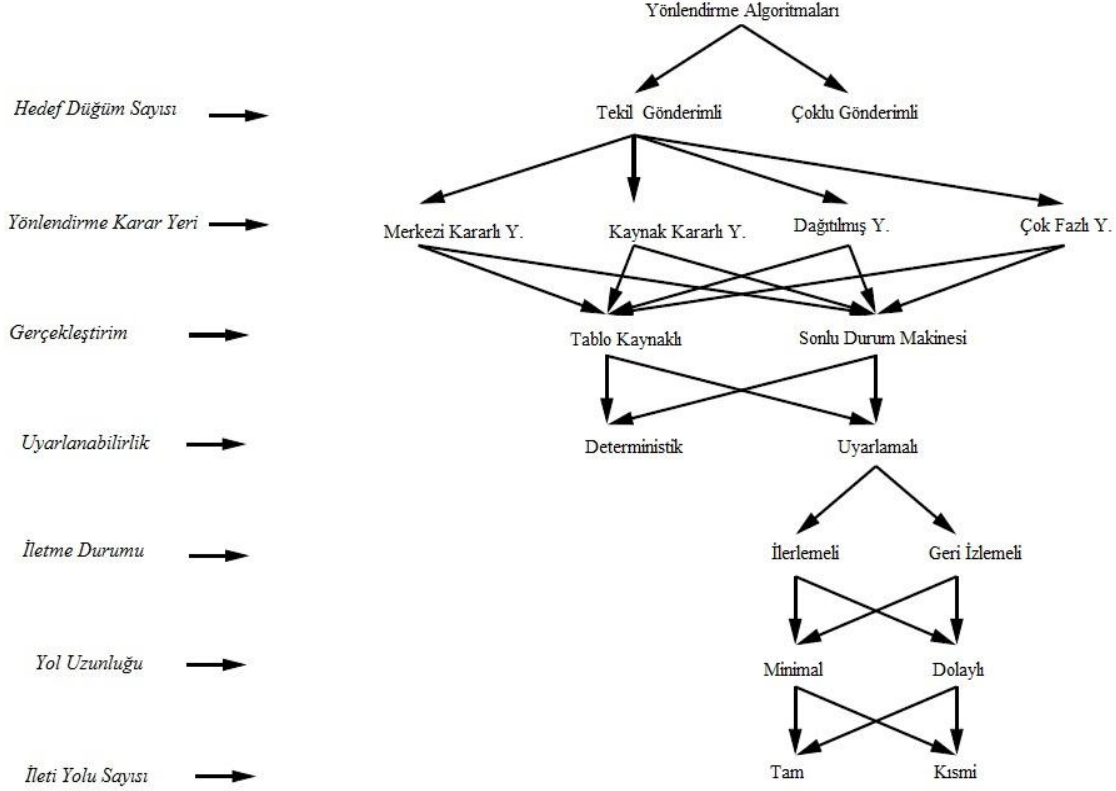 Yönlendirme Algoritmaları
Hedef Düğüm Sayısı
Tekil Gönderimli
Çoklu Gönderimli
Yönlendirme Karar Yeri
Merkezi Kararlı Y.
Kaynak Kararlı Y.
Dağıtılmış Y.
Çok Fazlı Y.
Gerçekleştirim
Tablo Kaynaklı
Sonlu Durum Makinesi
Uyarlanabilirlik
Deterministik
Uyarlamalı
İletme Durumu
İlerlemeli
Geri İzlemeli
Yol Uzunluğu
Minimal
Dolaylı
İleti Yolu Sayısı
Tam
Kısmi